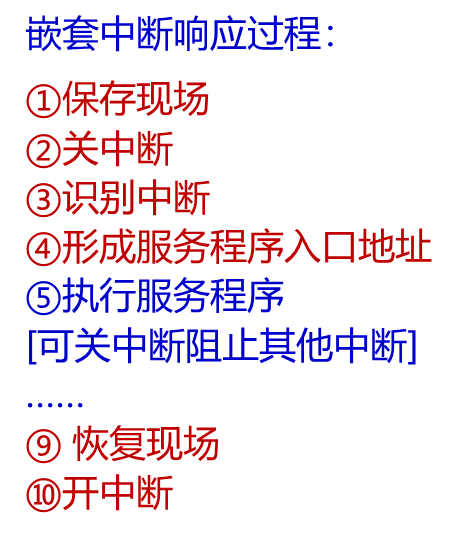 嵌套中断响应过程：
①保存现场
②关中断
③识别中断
④形成服务程序入口地址
⑤执行服务程序
[可关中断阻止其他中断]
……
⑨ 恢复现场
⑩开中断